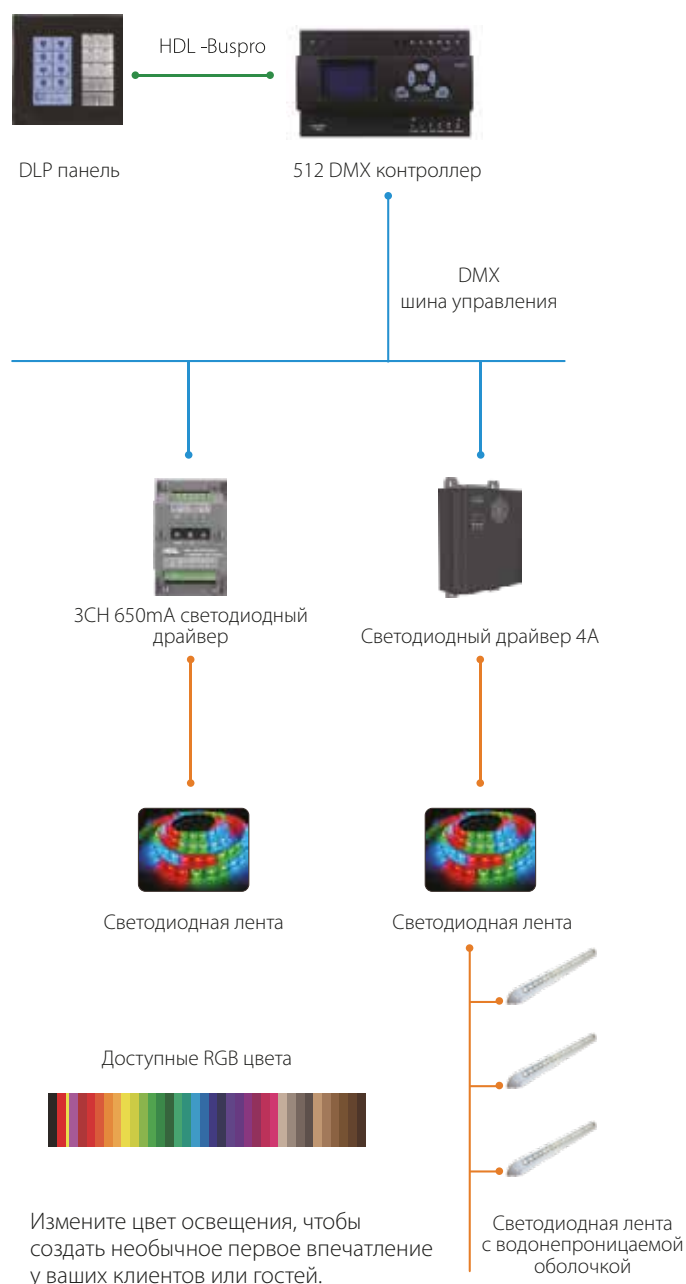 HDL -Buspro
DLP панель
512 DMX контроллер
DMX
шина управления
3CH 650mA светодиодный
драйвер
Светодиодный драйвер 4А
Светодиодная лента
Светодиодная лента
Доступные RGB цвета
Измените цвет освещения, чтобы
создать необычное первое впечатление
у ваших клиентов или гостей.
Светодиодная лента
с водонепроницаемой
оболочкой